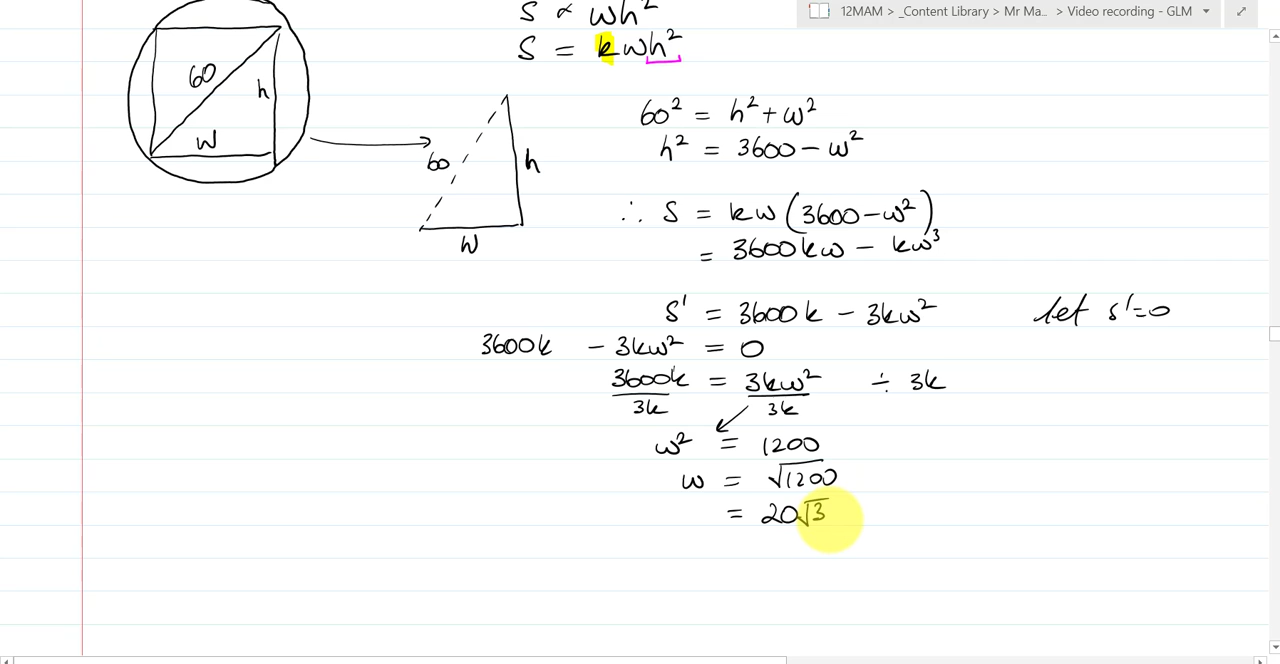 S ∝ wh²
12MAM > _Content Library > Mr Ma... > Video recording - GLM
S = kwh²
60
h
w
60² = h² + w²
h² = 3600 - w²
60
h
w
∴ S = kw(3600-w²)
= 3600kw - kw³
S' = 3600k - 3kw² let s'=0
3600k - 3kw² = 0
3600k/3k = 3kw²/3k ÷ 3k
w² = 1200
w = √1200
= 20√3